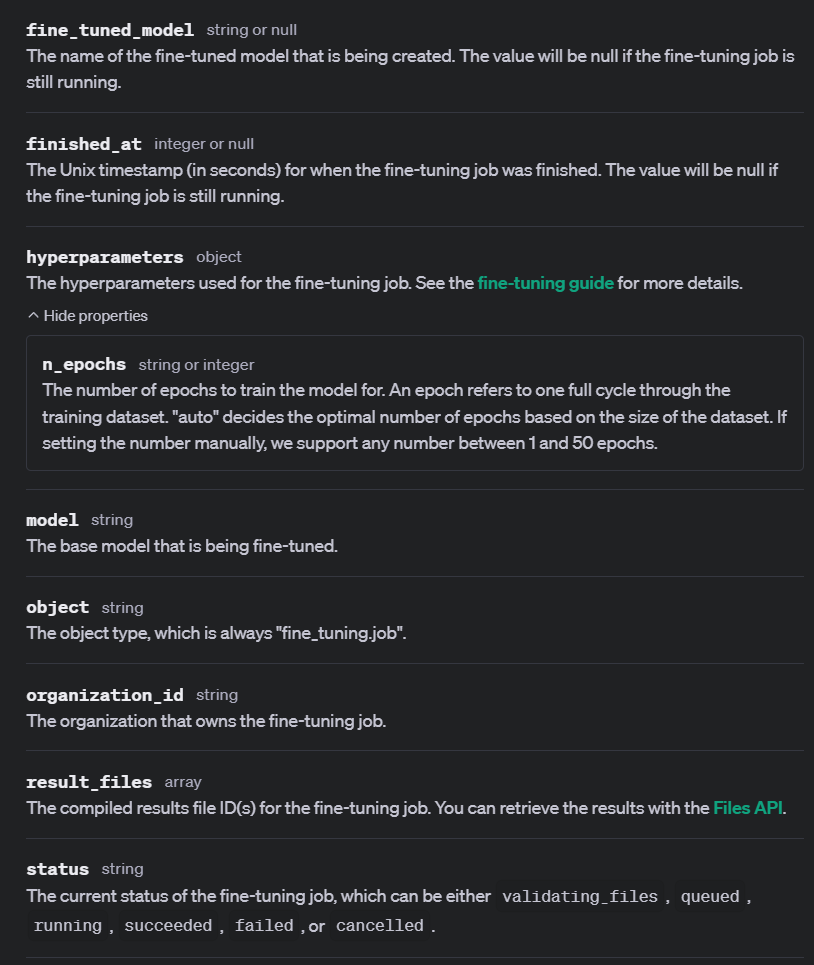 fine_tuned_model string or null
The name of the fine-tuned model that is being created. The value will be null if the fine-tuning job is
still running.
finished_at integer or null
The Unix timestamp (in seconds) for when the fine-tuning job was finished. The value will be null if
the fine-tuning job is still running.
hyperparameters object
The hyperparameters used for the fine-tuning job. See the fine-tuning guide for more details.
Hide properties
n_epochs string or integer
The number of epochs to train the model for. An epoch refers to one full cycle through the
training dataset. "auto" decides the optimal number of epochs based on the size of the dataset. If
setting the number manually, we support any number between 1 and 50 epochs.
model string
The base model that is being fine-tuned.
object string
The object type, which is always "fine_tuning.job".
organization_id string
The organization that owns the fine-tuning job.
result_files array
The compiled results file ID(s) for the fine-tuning job. You can retrieve the results with the Files API.
status string
The current status of the fine-tuning job, which can be either validating_files , queued ,
running , succeeded , failed , or cancelled .